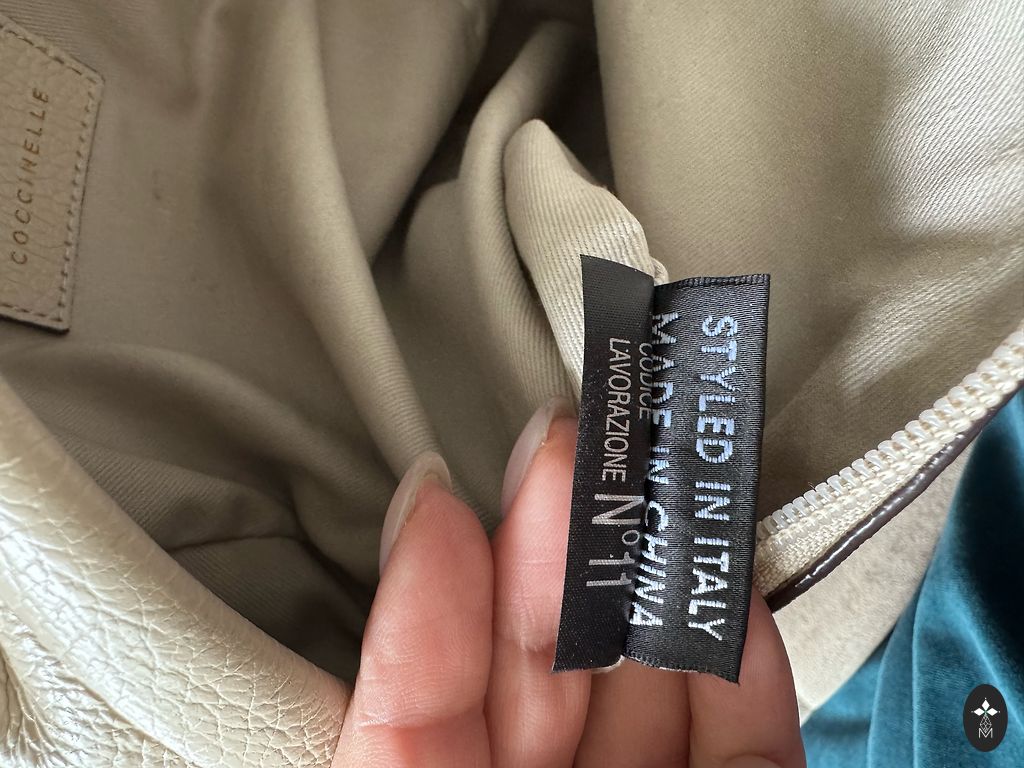 COCCINELLE
STYLED IN ITALY
MADE IN CHINA
CODICE
LAVORAZIONE N°11
M